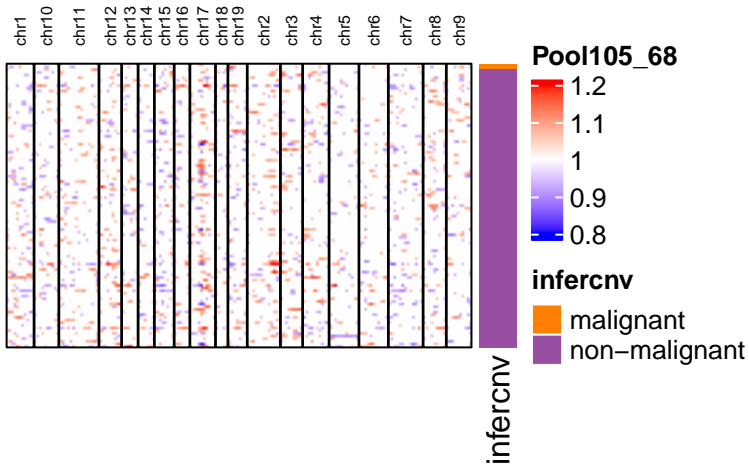 chr1
chr10
chr11
chr12
chr13
chr14
chr15
chr16
chr17
chr18
chr19
chr2
chr3
chr4
chr5
chr6
chr7
chr8
chr9
Pool105_68
1.2
1.1
1
0.9
0.8
infercnv
malignant
non−malignant
infercnv